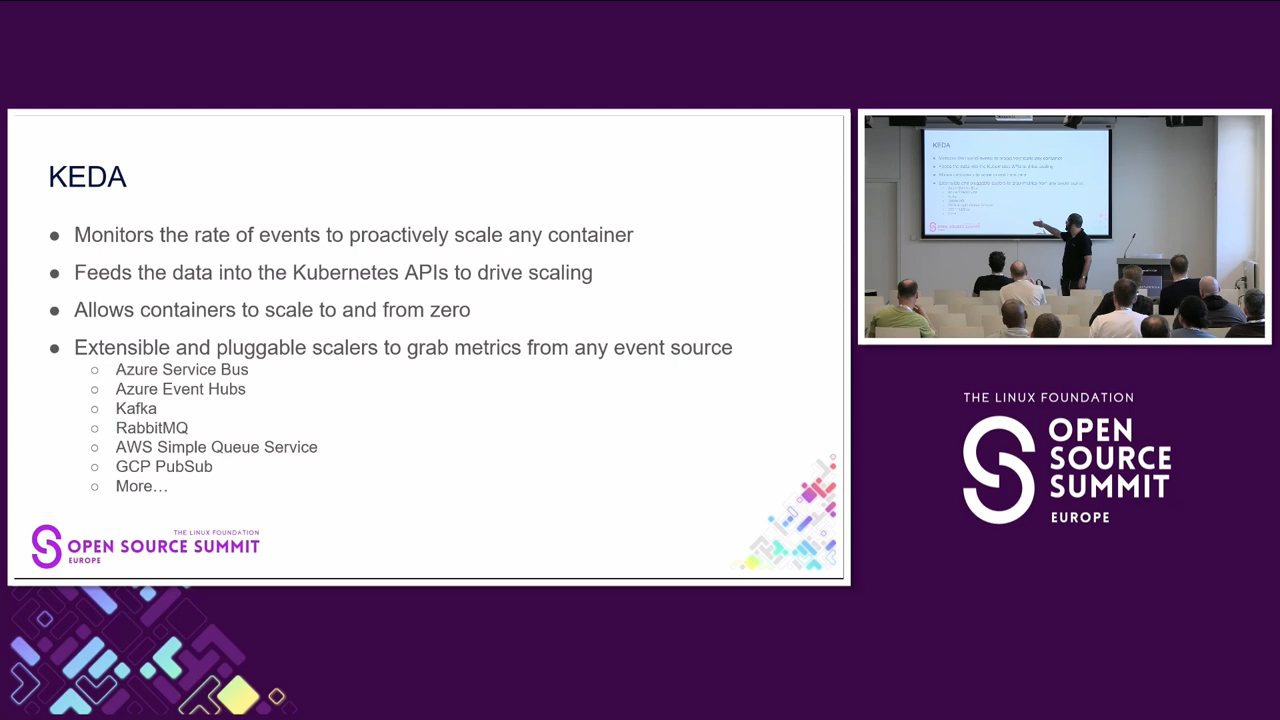 KEDA
● Monitors the rate of events to proactively scale any container
● Feeds the data into the Kubernetes APIs to drive scaling
● Allows containers to scale to and from zero
● Extensible and pluggable scalers to grab metrics from any event source
○ Azure Service Bus
○ Azure Event Hubs
○ Kafka
○ RabbitMQ
○ AWS Simple Queue Service
○ GCP PubSub
○ More…
THE LINUX FOUNDATION
OPEN SOURCE SUMMIT
EUROPE
KEDA
THE LINUX FOUNDATION
OPEN
SOURCE
SUMMIT
EUROPE